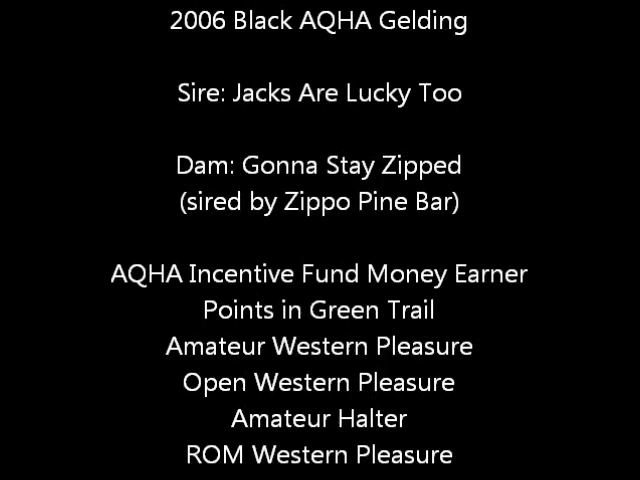 2006 Black AQHA Gelding
Sire: Jacks Are Lucky Too
Dam: Gonna Stay Zipped
(sired by Zippo Pine Bar)
AQHA Incentive Fund Money Earner
Points in Green Trail
Amateur Western Pleasure
Open Western Pleasure
Amateur Halter
ROM Western Pleasure